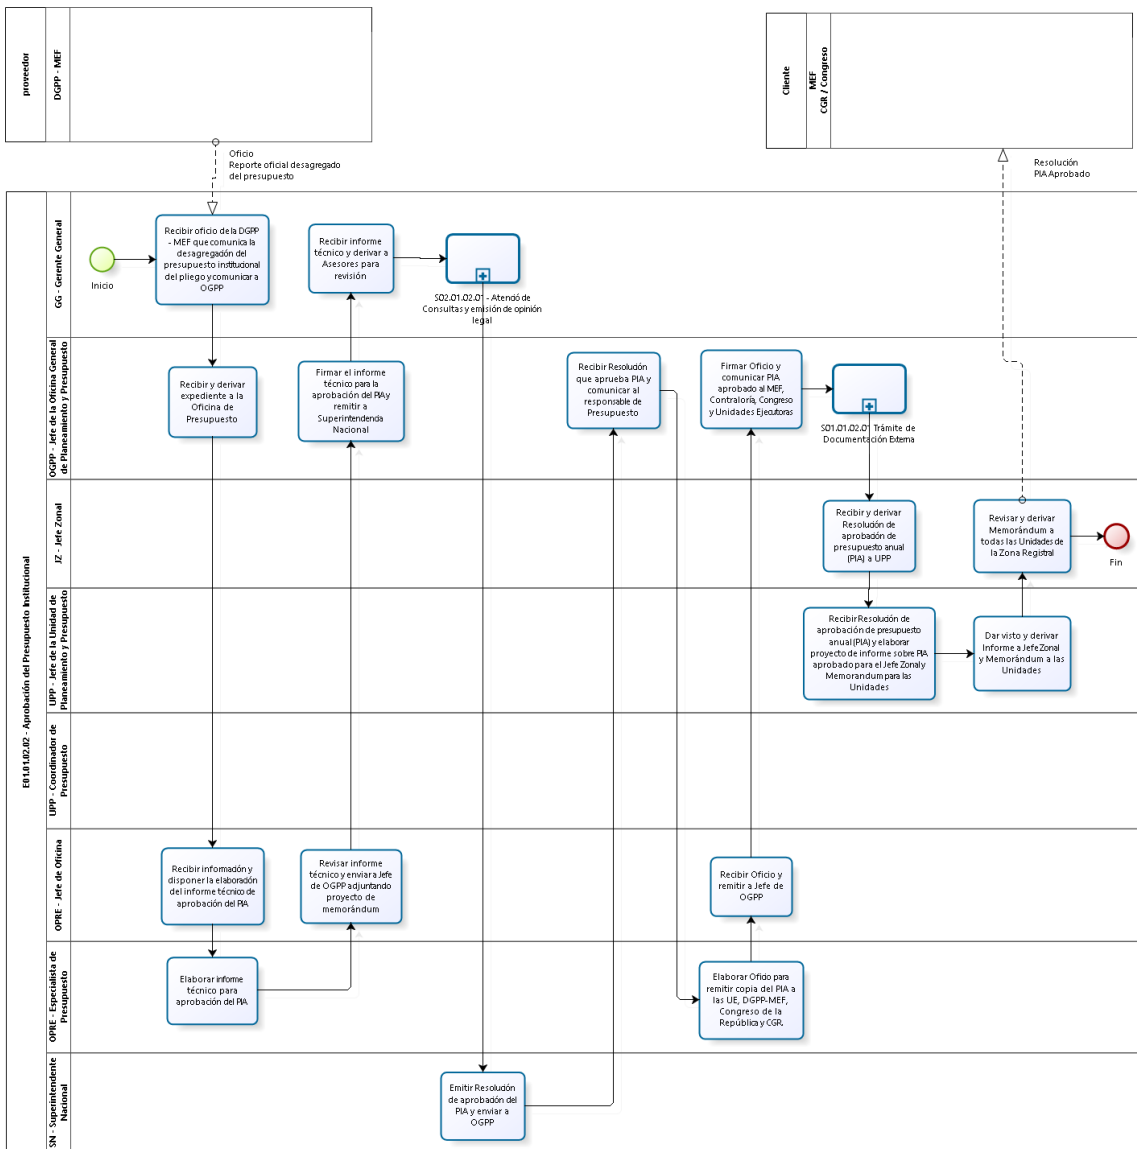 proveedor
DGPP - MEF
Cliente
MEF
CGR / Congreso
Oficio
Reporte oficial desagregado
del presupuesto
Resolución
PIA Aprobado
E01.01.02.02 - Aprobación del Presupuesto Institucional
GG - Gerente General
Inicio
Recibir oficio de la DGPP
- MEF que comunica la
desagregación del
presupuesto institucional
del pliego y comunicar a
OGPP
Recibir informe
técnico y derivar a
Asesores para
revisión
S02.01.02.01 - Atenció de
Consultas y emisión de opinión
legal
OGPP - Jefe de la Oficina General
de Planeamiento y Presupuesto
Recibir y derivar
expediente a la
Oficina de
Presupuesto
Firmar el informe
técnico para la
aprobación del PIA y
remitir a
Superintendenda
Nacional
Recibir Resolución
que aprueba PIA y
comunicar al
responsable de
Presupuesto
Firmar Oficio y
comunicar PIA
aprobado al MEF,
Contraloría, Congreso
y Unidades Ejecutoras
S01.01.02.01 Trámite de
Documentación Externa
JZ - Jefe Zonal
Recibir y derivar
Resolución de
aprobación de
presupuesto anual
(PIA) a UPP
Revisar y derivar
Memorándum a
todas las Unidades de
la Zona Registral
Fin
UPP - Jefe de la Unidad de
Planeamiento y Presupuesto
Recibir Resolución de
aprobación de presupuesto
anual (PIA) y elaborar
proyecto de informe sobre PIA
aprobado para el Jefe Zonal y
Memorandum para las
Unidades
Dar visto y derivar
Informe a Jefe Zonal
y Memorándum a las
Unidades
UPP - Coordinador de
Presupuesto
OPRE - Jefe de Oficina
Recibir información y
disponer la elaboración
del informe técnico de
aprobación del PIA
Revisar informe
técnico y enviar a Jefe
de OGPP adjuntando
proyecto de
memorándum
Recibir Oficio y
remitir a Jefe de
OGPP
OPRE - Especialista de
Presupuesto
Elaborar informe
técnico para
aprobación del PIA
Elaborar Oficio para
remitir copia del PIA a
las UE, DGPP-MEF,
Congreso de la
República y CGR.
SN - Superintendente
Nacional
Emitir Resolución
de aprobación del
PIA y enviar a
OGPP